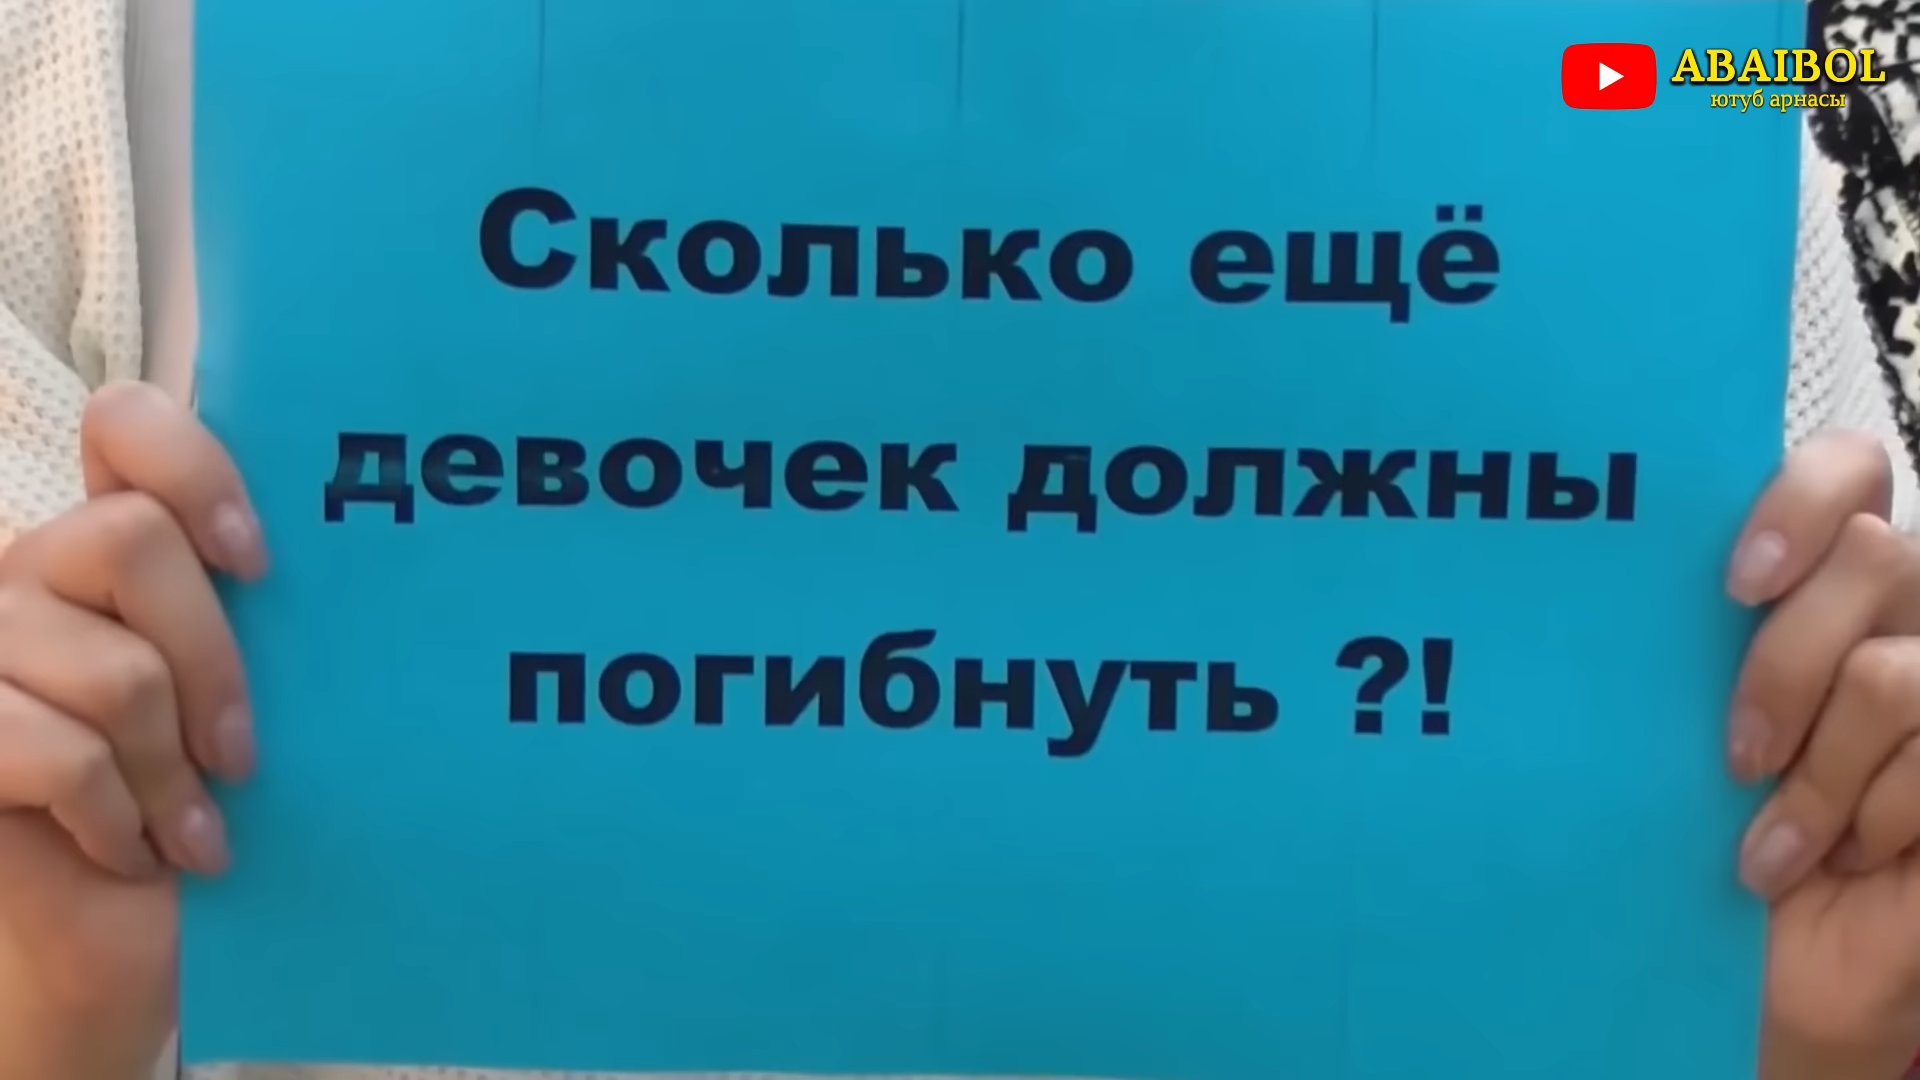 ABAIBOL
ютуб арнасы
Сколько ещё
девочек должны
погибнуть ?!